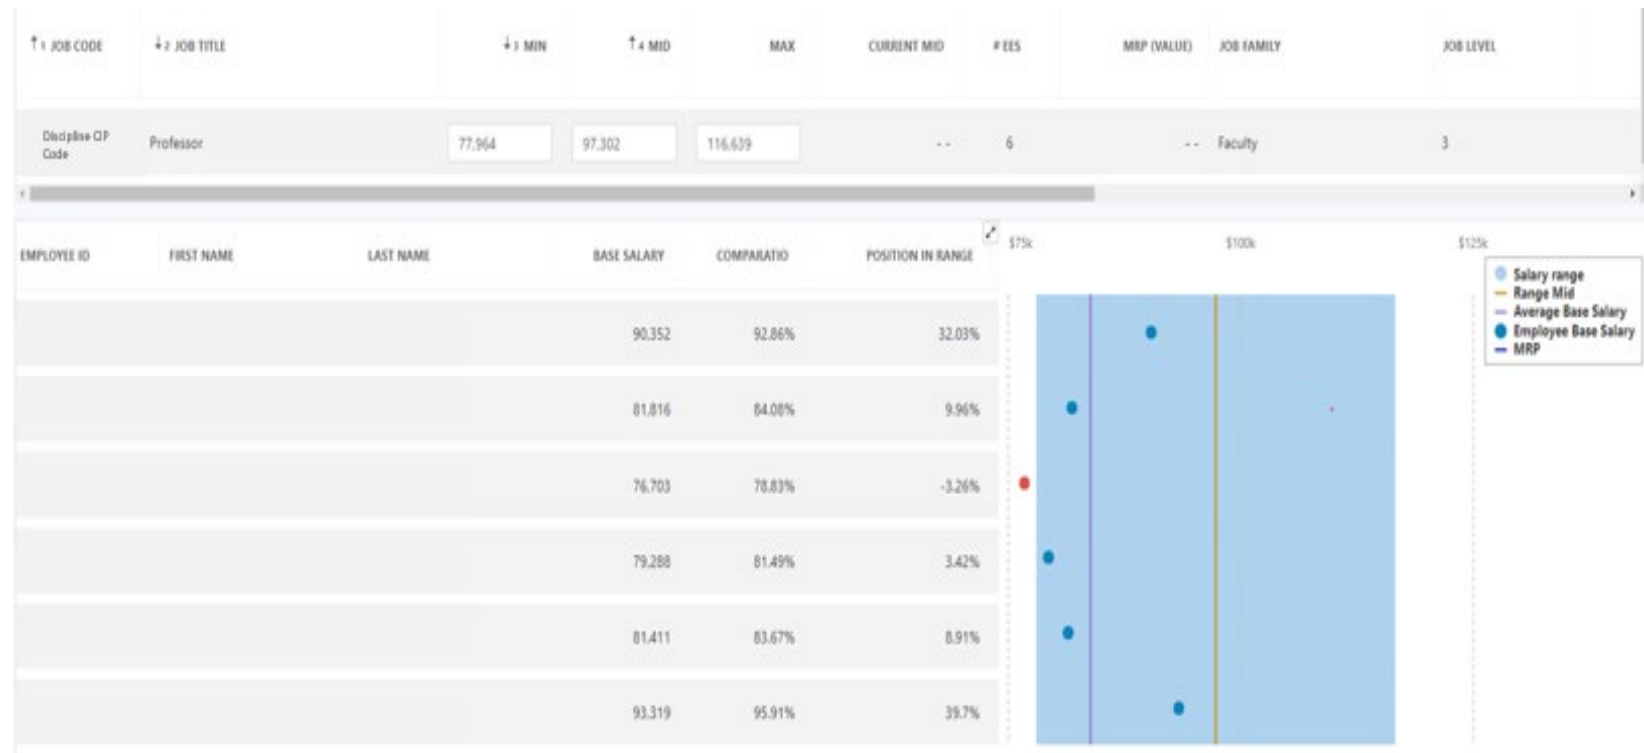 ↑1 JOB CODE ↓2 JOB TITLE ↓3 MIN ↑4 MID MAX CURRENT MID # EES MRP (VALUE) JOB FAMILY JOB LEVEL
Discipline CIP
Code
Professor 77,964 97,302 116,639 -- 6 -- Faculty 3
EMPLOYEE ID FIRST NAME LAST NAME BASE SALARY COMPARATIO POSITION IN RANGE
$75k $100k $125k
Salary range
Range Mid
Average Base Salary
Employee Base Salary
MRP
90,352 92.86% 32.03%
81,816 84.08% 9.96%
76,703 78.83% -3.26%
79,288 81.49% 3.42%
81,411 83.67% 8.91%
93,319 95.91% 39.7%